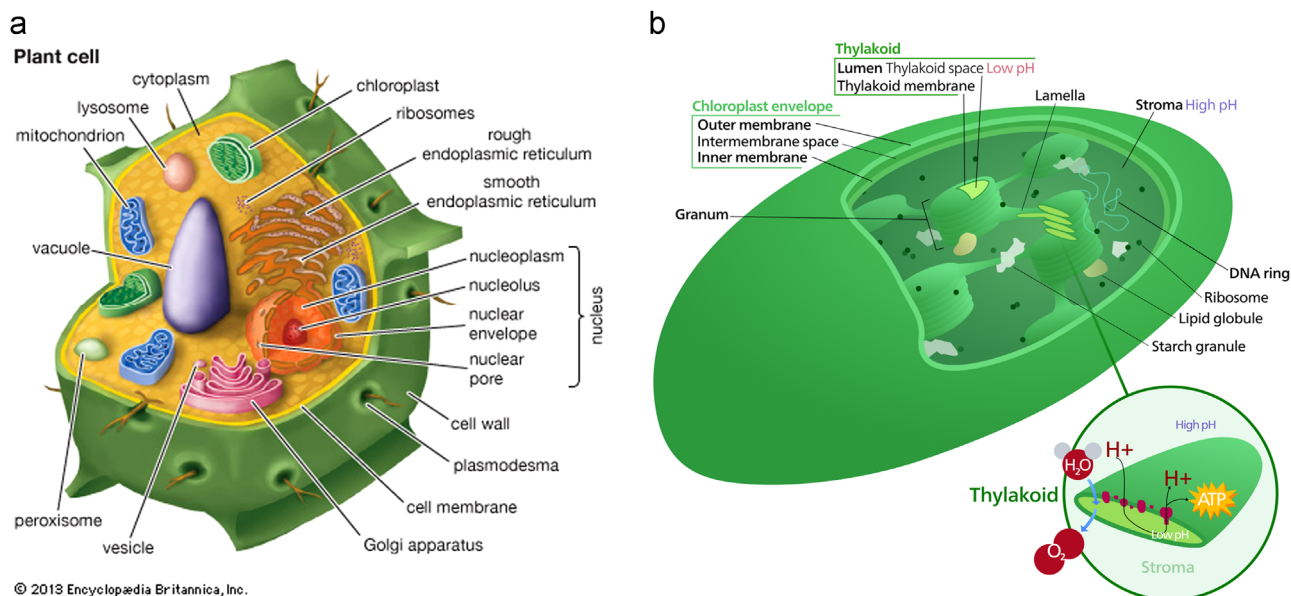 a
Plant cell
cytoplasm
lysosome
mitochondrion
chloroplast
ribosomes
rough
endoplasmic reticulum
smooth
endoplasmic reticulum
vacuole
nucleoplasm
nucleolus
nuclear
envelope
nuclear
pore
nucleus
cell wall
plasmodesma
cell membrane
Golgi apparatus
peroxisome
vesicle
© 2013 Encyclopædia Britannica, Inc.
b
Thylakoid
Lumen Thylakoid space Low pH
Thylakoid membrane
Chloroplast envelope
Outer membrane
Intermembrane space
Inner membrane
Lamella
Stroma High pH
Granum
DNA ring
Ribosome
Lipid globule
Starch granule
High pH
H+
H₂O
H+
Thylakoid
ATP
Low pH
O₂
Stroma